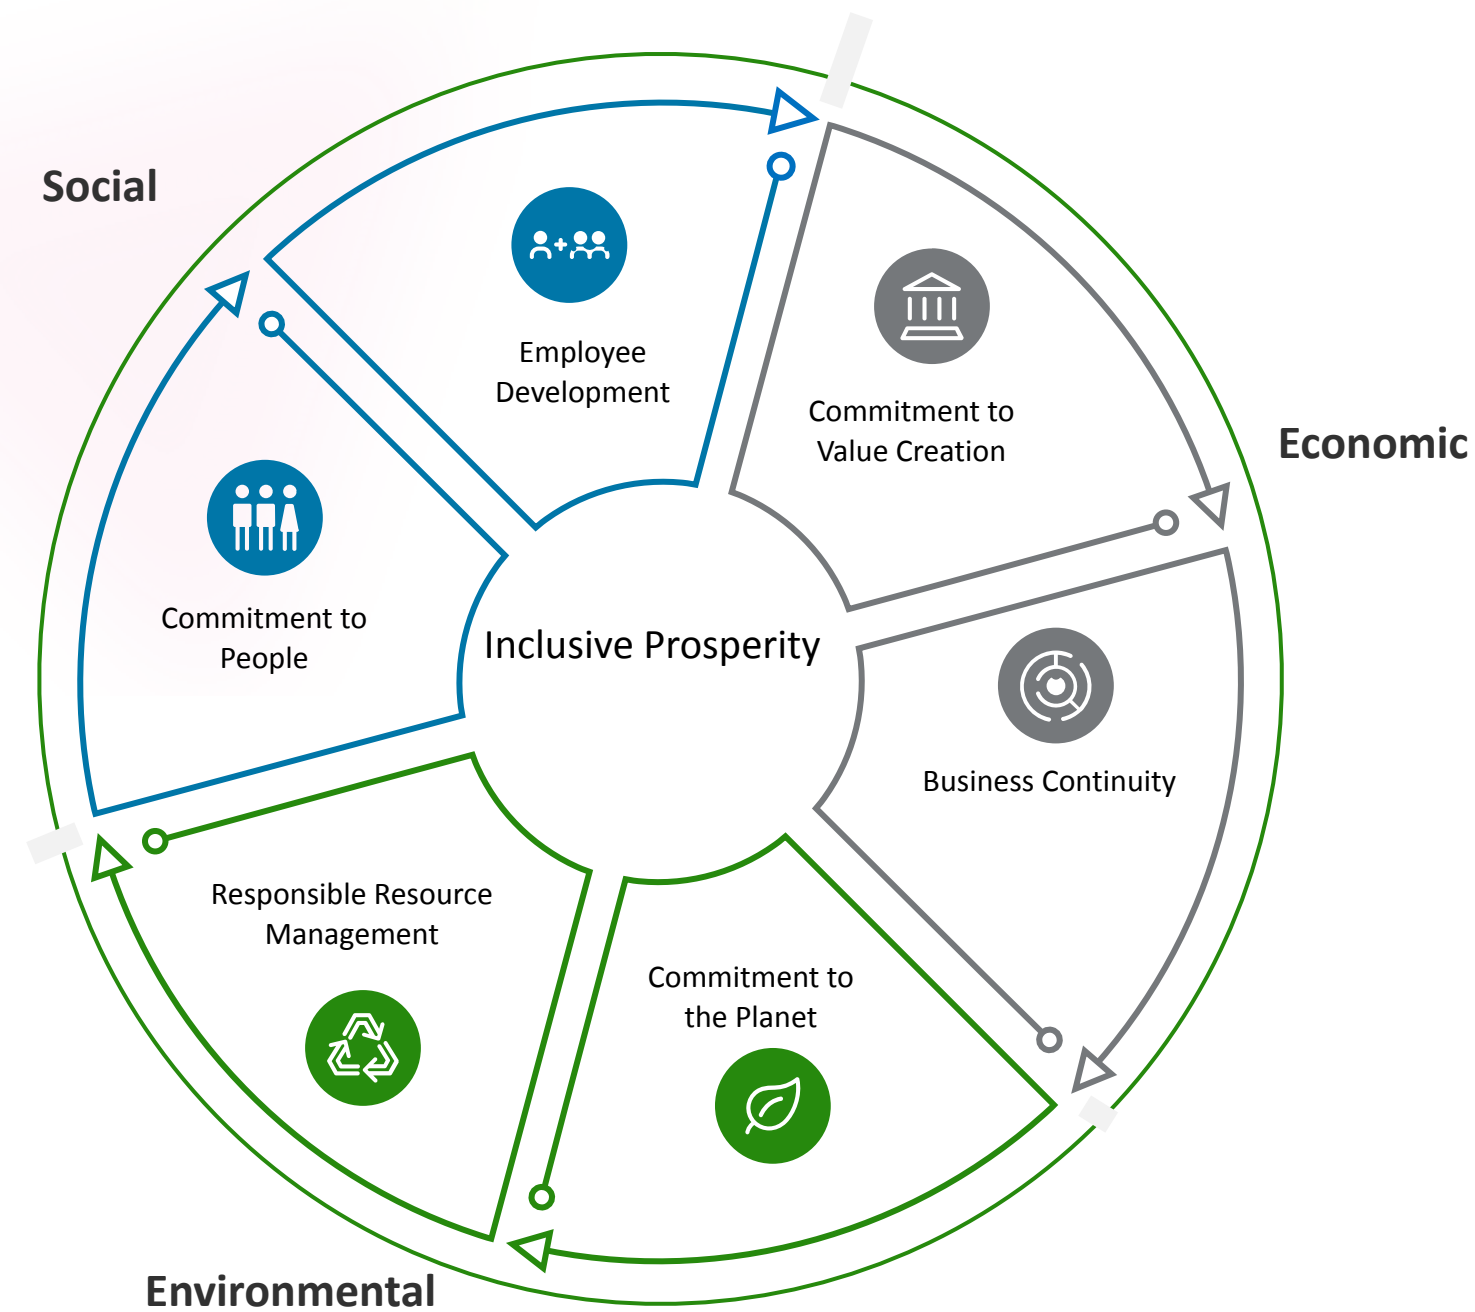 Social
Employee
Development
Commitment to
Value Creation
Economic
Commitment to
People
Inclusive Prosperity
Business Continuity
Responsible Resource
Management
Commitment to
the Planet
Environmental